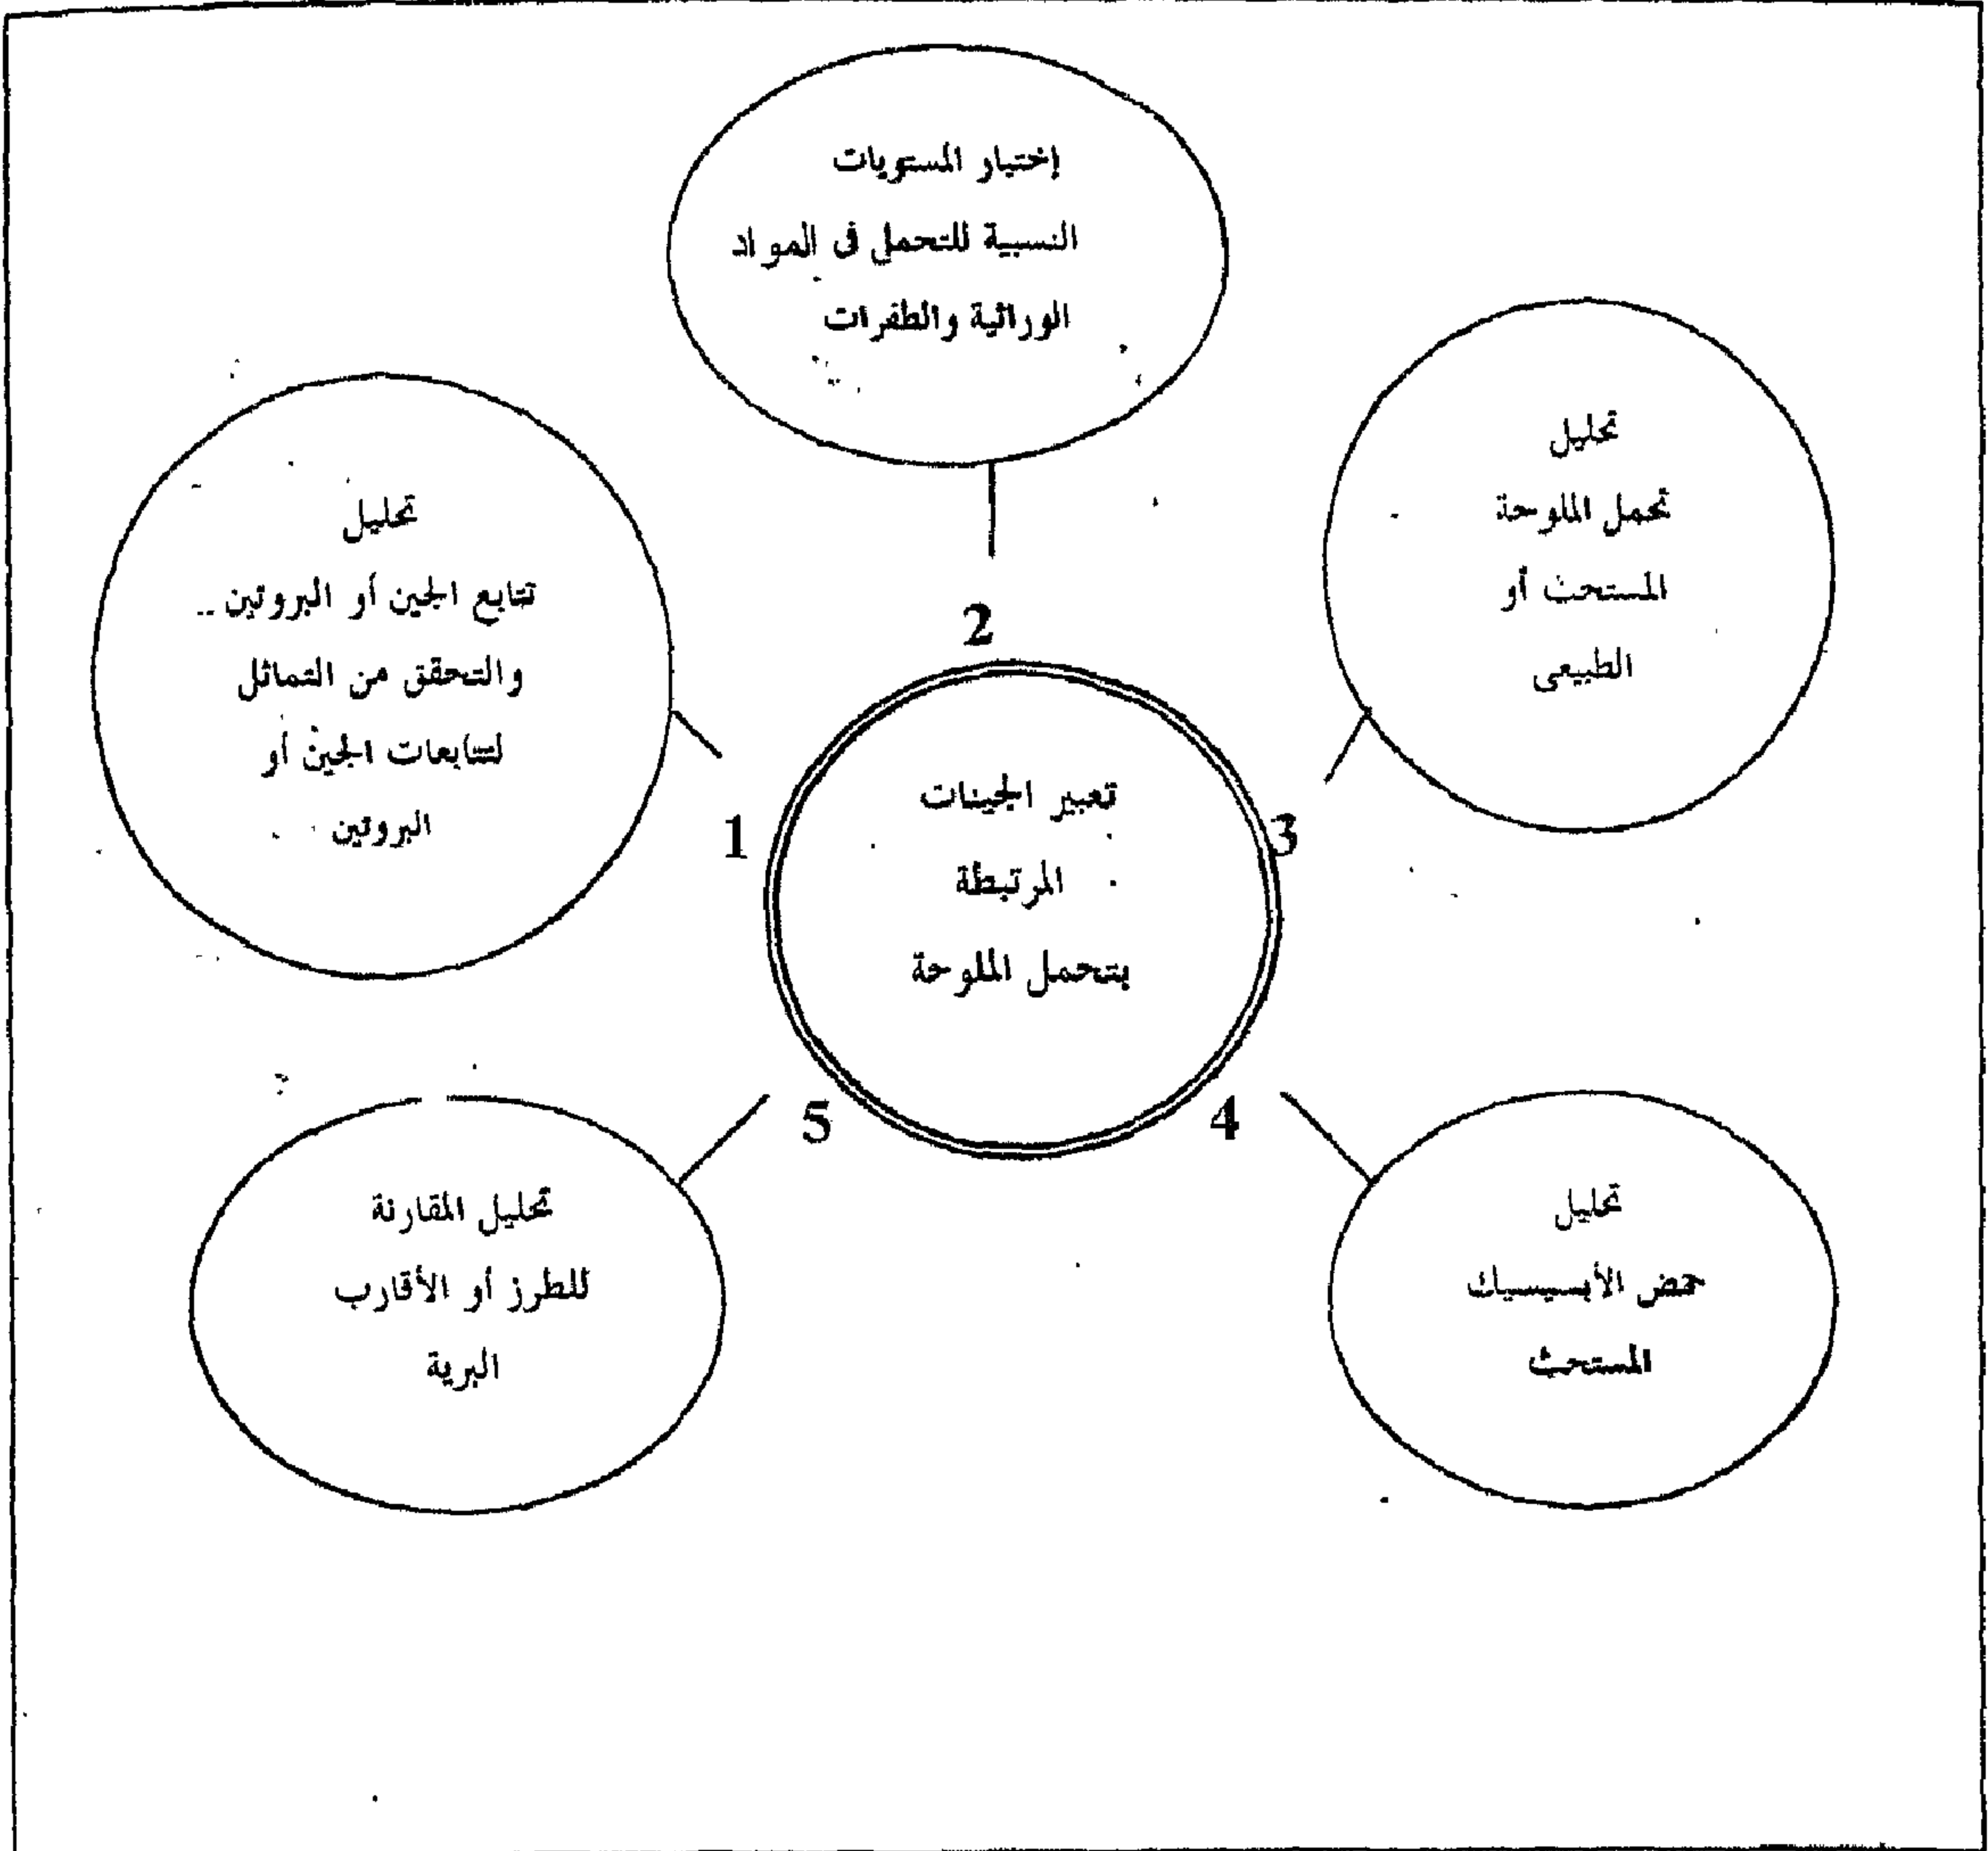 إختيار المستويات
النسبية للتحمل فى المواد
الوراثية والطفرات
تحليل
تحمل الملوحة
المستحث أو
الطبيعى
تحليل
تتابع الجين أو البروتين ..
والتحقق من التماثل
لتتابعات الجين أو
البروتين
2
1
3
تعبير الجينات
المرتبطة
بتحمل الملوحة
5
4
تحليل المقارنة
للطرز أو الأقارب
البرية
تحليل
حمض الأبسيسيك
المستحث